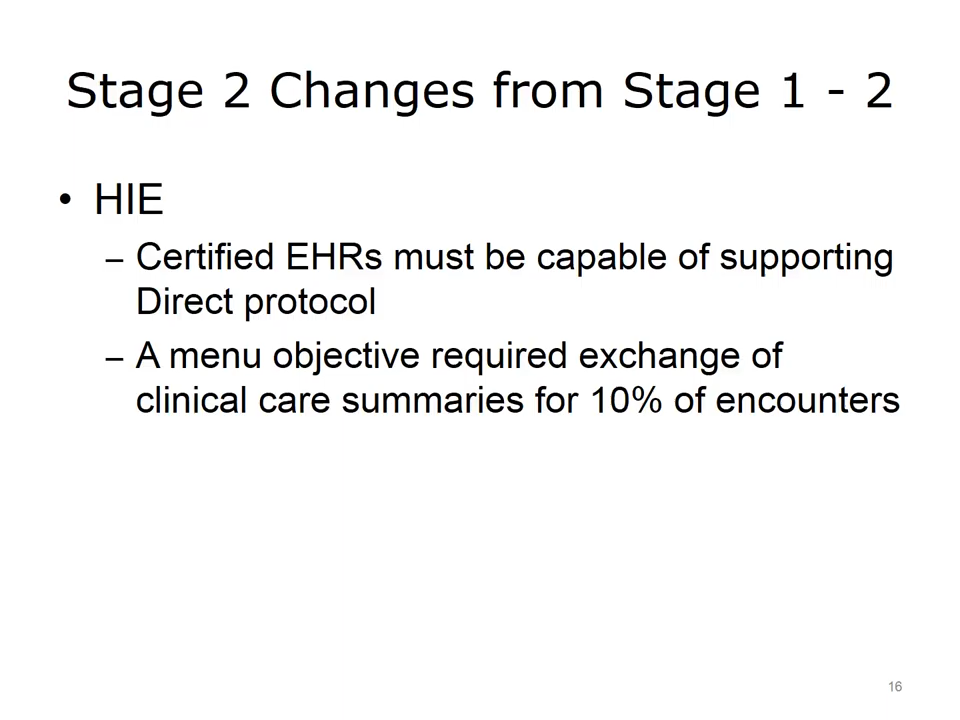 Stage 2 Changes from Stage 1 - 2
• HIE
– Certified EHRs must be capable of supporting
Direct protocol
– A menu objective required exchange of
clinical care summaries for 10% of encounters
16